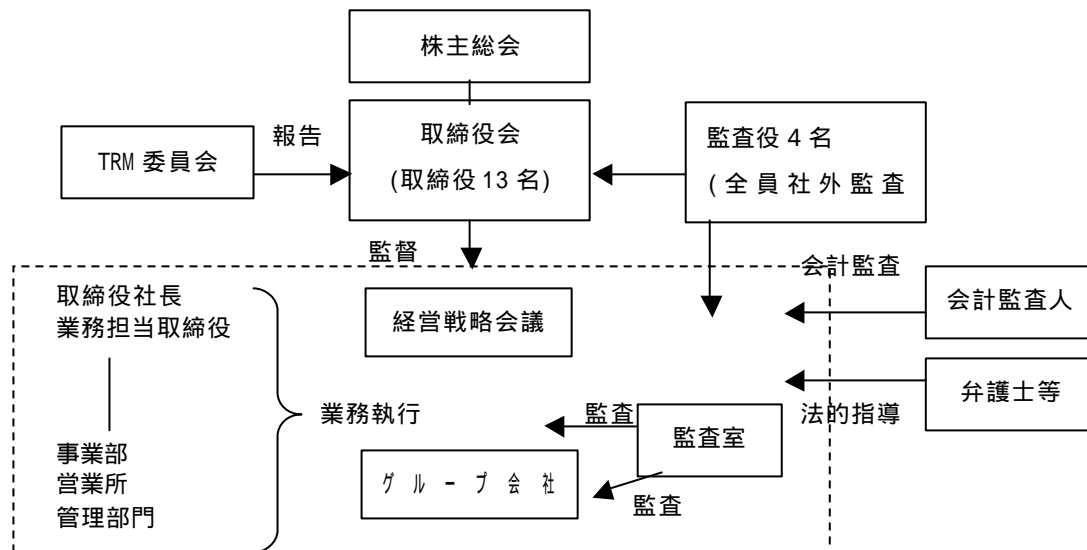 株主総会
取締役会
(取締役13名)
TRM委員会
報告
監査役4名
(全員社外監査
監督
会計監査
取締役社長
業務担当取締役
経営戦略会議
会計監査人
弁護士等
業務執行
監査
監査室
法的指導
事業部
営業所
管理部門
グループ会社
監査